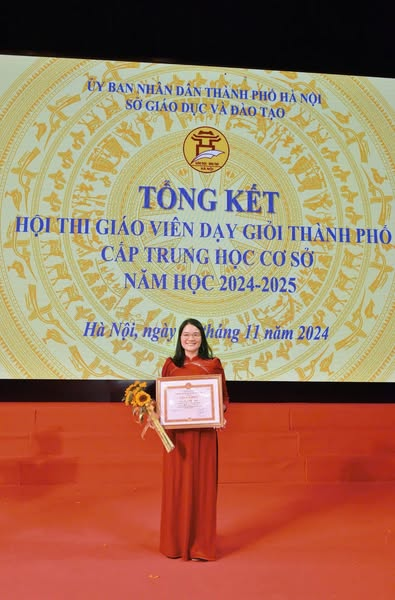 ỦY BAN NHÂN DÂN THÀNH PHỐ HÀ NỘI
SỞ GIÁO DỤC VÀ ĐÀO TẠO
HÀ NỘI
TỔNG KẾT
HỘI THI GIÁO VIÊN DẠY GIỎI THÀNH PHỐ
CẤP TRUNG HỌC CƠ SỞ
NĂM HỌC 2024-2025
Hà Nội, ngày tháng 11 năm 2024